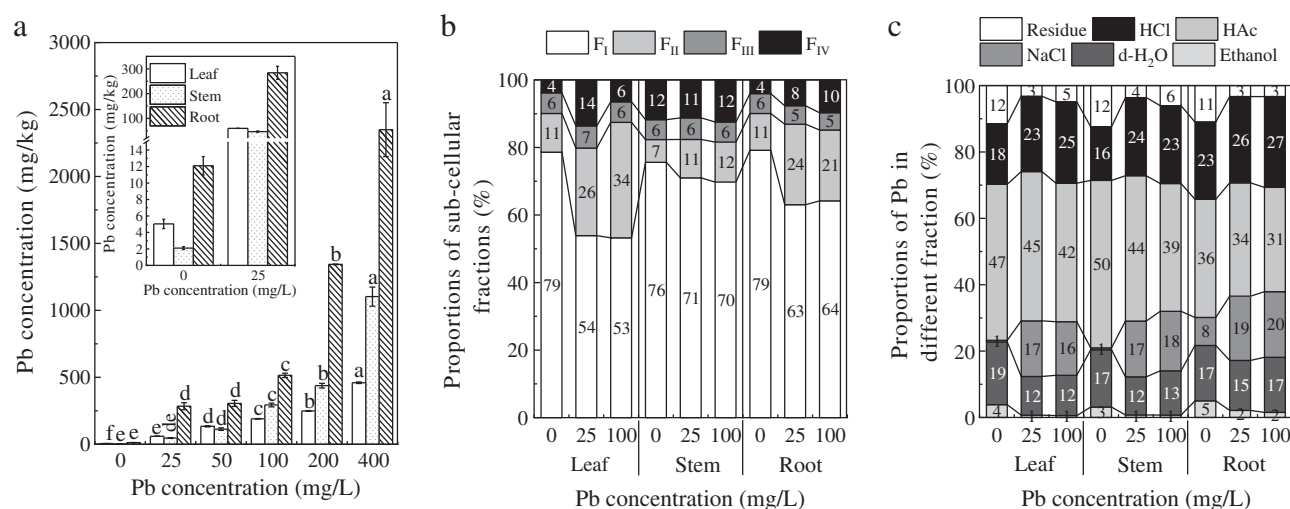 a
Pb concentration (mg/kg)
3000
2500
2000
1500
1000
500
0
f e e
e de d
d d d
c c c
b b b
a a a
0 25 50 100 200 400
Pb concentration (mg/L)
Pb concentration (mg/kg)
300
200
100
14
12
10
8
6
4
2
0
Leaf
Stem
Root
0 25
Pb concentration (mg/L)
b
F_I F_II F_III F_IV
Proportions of sub-cellular
fractions (%)
100
80
60
40
20
0
4 14 6 12 11 12 4 8 10
6 7 6 6 6 6 6 5 5
11 26 34 7 11 12 11 24 21
79 54 53 76 71 70 79 63 64
0 25 100 0 25 100 0 25 100
Leaf Stem Root
Pb concentration (mg/L)
c
Residue HCl HAc
NaCl d-H₂O Ethanol
Proportions of Pb in
different fraction (%)
100
80
60
40
20
0
12 3 5 12 4 6 11 3 3
18 23 25 16 24 23 23 26 27
47 45 42 50 44 39 36 34 31
1 17 16 1 17 18 8 19 20
19 12 12 17 12 13 17 15 17
4 1 1 3 1 1 5 2 2
0 25 100 0 25 100 0 25 100
Leaf Stem Root
Pb concentration (mg/L)